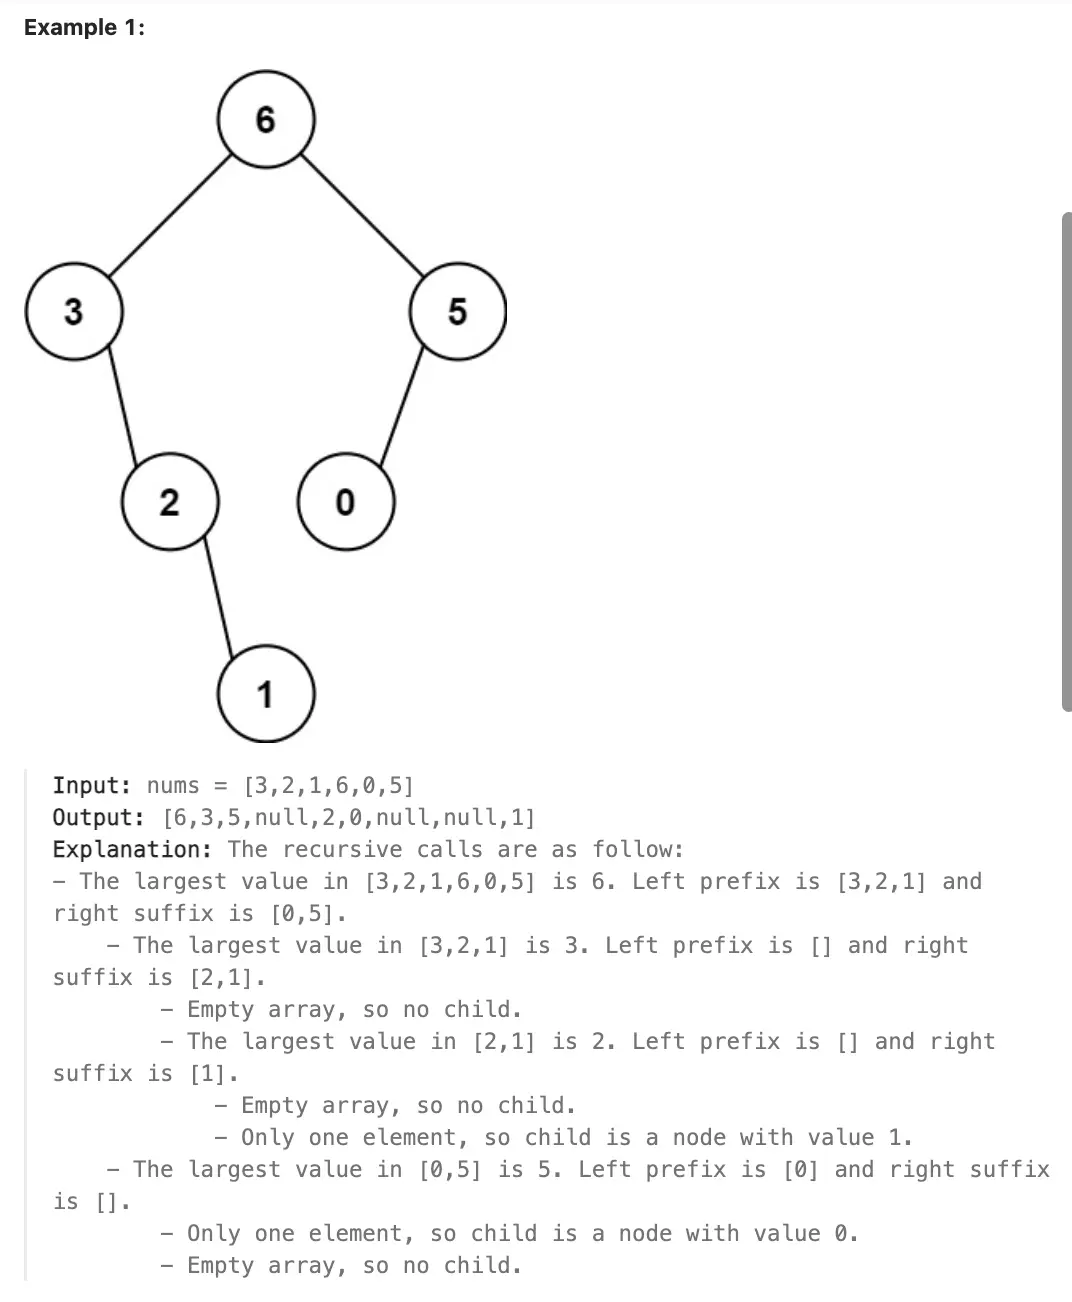 Example 1:
6
3
5
2
0
1
Input: nums = [3,2,1,6,0,5]
Output: [6,3,5,null,2,0,null,null,1]
Explanation: The recursive calls are as follow:
- The largest value in [3,2,1,6,0,5] is 6. Left prefix is [3,2,1] and
right suffix is [0,5].
- The largest value in [3,2,1] is 3. Left prefix is [] and right
suffix is [2,1].
- Empty array, so no child.
- The largest value in [2,1] is 2. Left prefix is [] and right
suffix is [1].
- Empty array, so no child.
- Only one element, so child is a node with value 1.
- The largest value in [0,5] is 5. Left prefix is [0] and right suffix
is [].
- Only one element, so child is a node with value 0.
- Empty array, so no child.